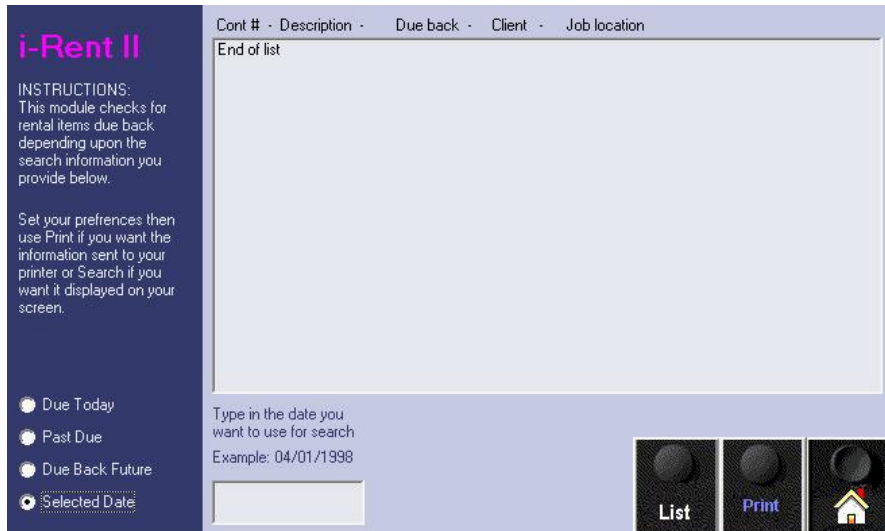 i-Rent II
INSTRUCTIONS:
This module checks for
rental items due back
depending upon the
search information you
provide below.
Set your prefrences then
use Print if you want the
information sent to your
printer or Search if you
want it displayed on your
screen.
Due Today
Past Due
Due Back Future
Selected Date
Cont # - Description - Due back - Client - Job location
End of list
Type in the date you
want to use for search
Example: 04/01/1998
List
Print